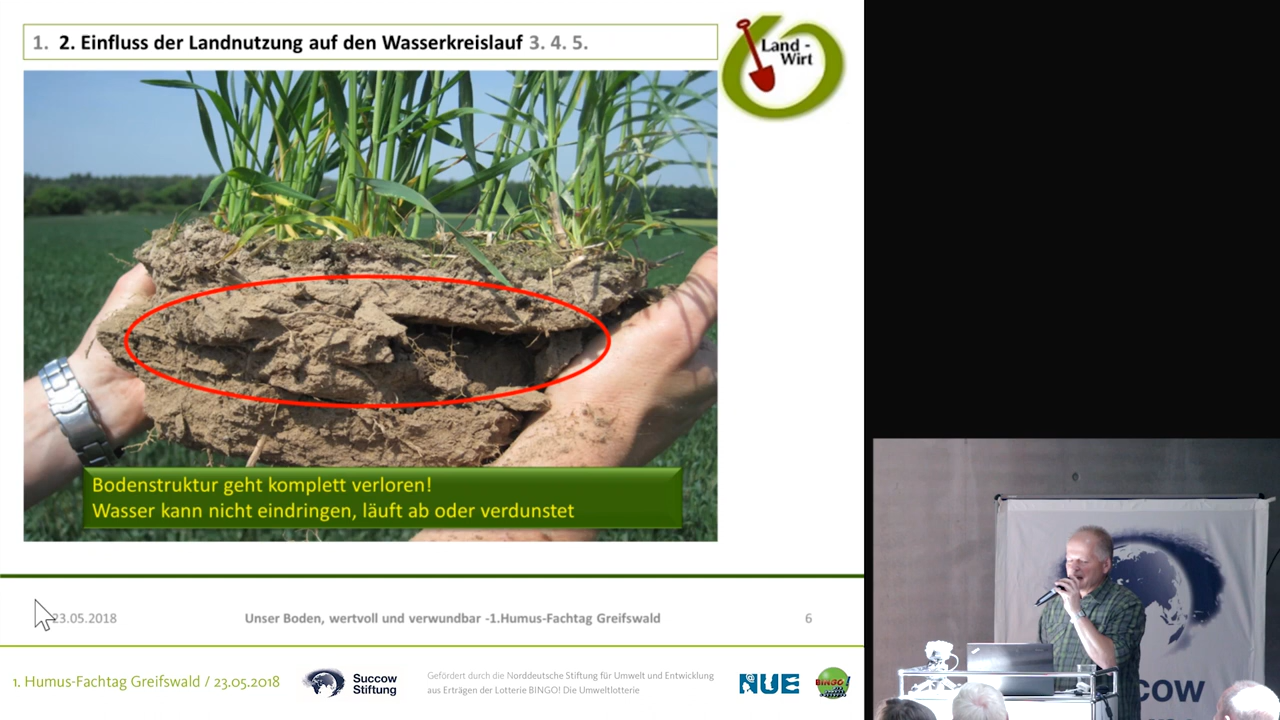 1. 2. Einfluss der Landnutzung auf den Wasserkreislauf 3. 4. 5.
Land -
Wirt
Bodenstruktur geht komplett verloren!
Wasser kann nicht eindringen, läuft ab oder verdunstet
23.05.2018 Unser Boden, wertvoll und verwundbar -1.Humus-Fachtag Greifswald 6
1. Humus-Fachtag Greifswald / 23.05.2018
Succow
Stiftung
Gefördert durch die Norddeutsche Stiftung für Umwelt und Entwicklung
aus Erträgen der Lotterie BINGO! Die Umweltlotterie
NUE
BINGO!